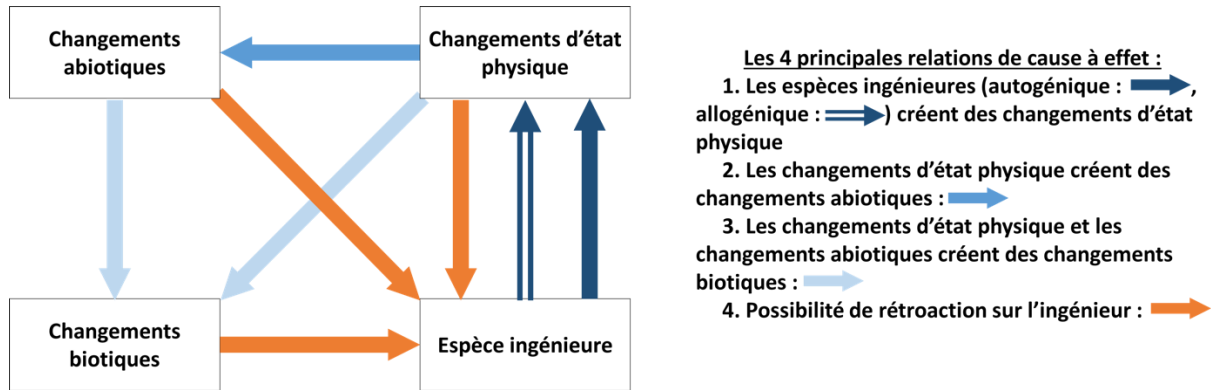 Changements
abiotiques
Changements d’état
physique
Changements
biotiques
Espèce ingénieure
Les 4 principales relations de cause à effet :
1. Les espèces ingénieures (autogénique : ,
allogénique : ) créent des changements d’état
physique
2. Les changements d’état physique créent des
changements abiotiques :
3. Les changements d’état physique et les
changements abiotiques créent des changements
biotiques :
4. Possibilité de rétroaction sur l’ingénieur :